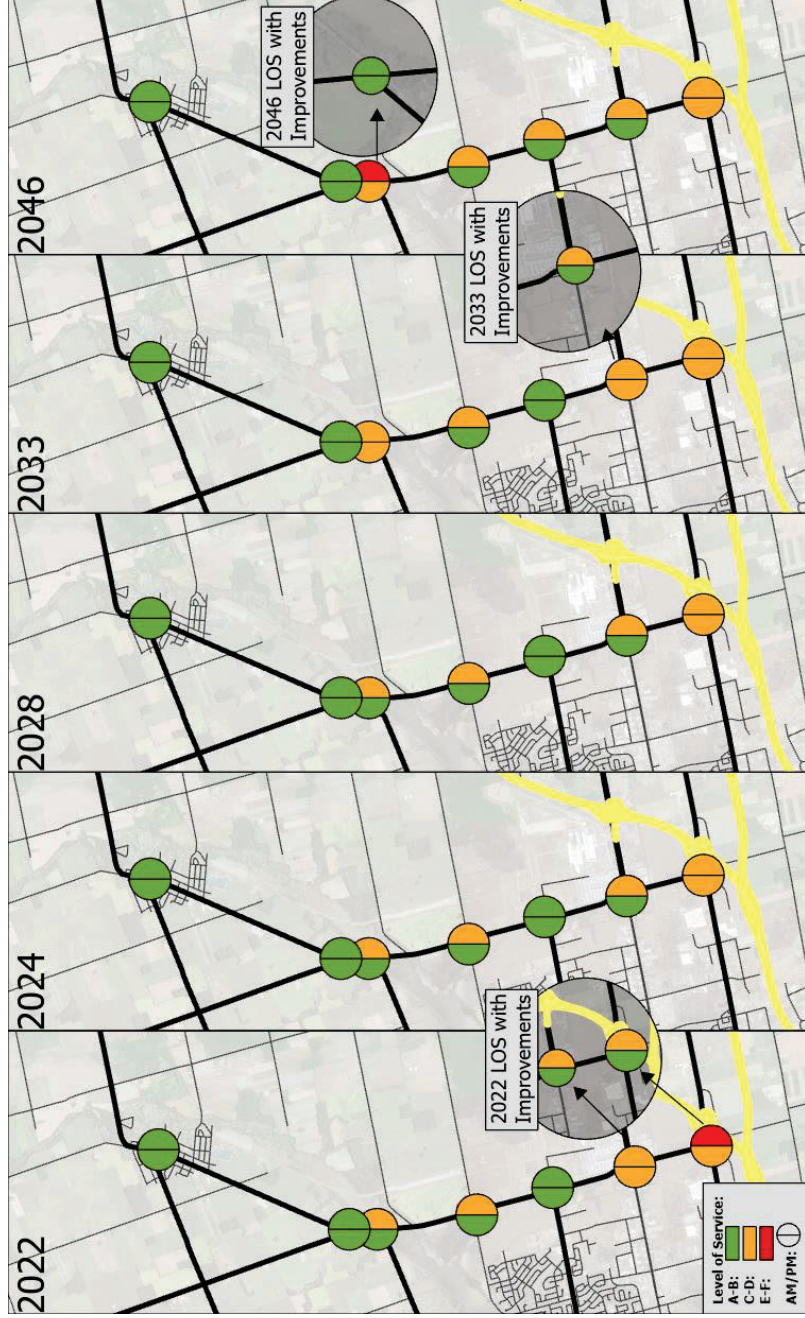 2022
2024
2028
2033
2046
2022 LOS with
Improvements
2033 LOS with
Improvements
2046 LOS with
Improvements
Level of Service:
A-B:
C-D:
E-F:
AM/PM: